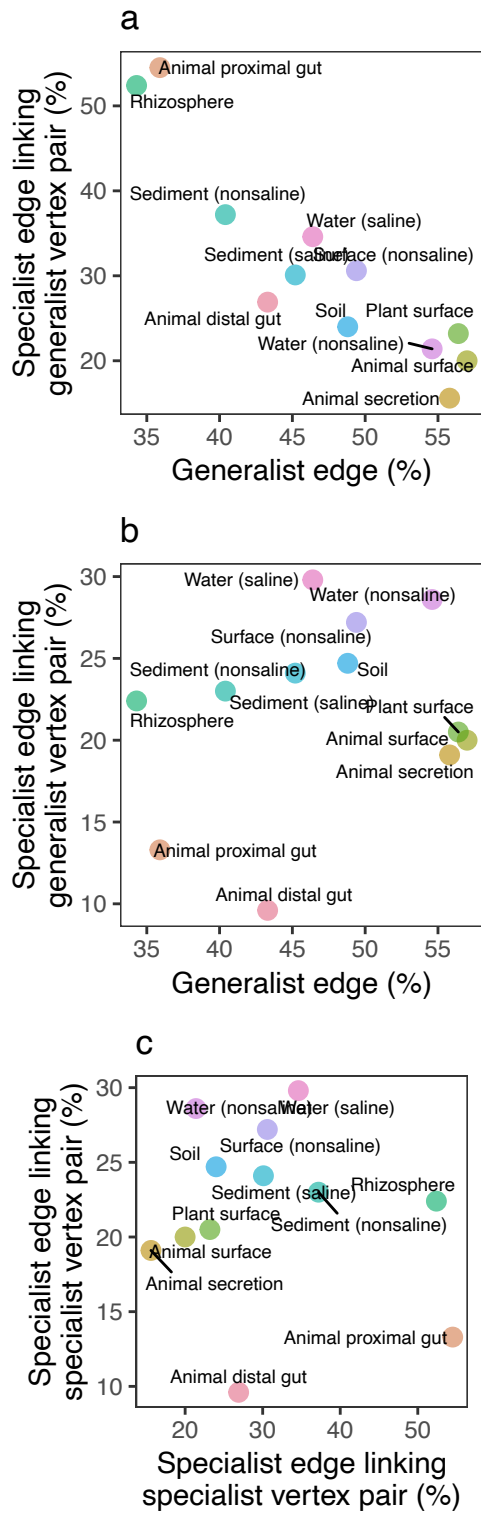 a
Specialist edge linking
generalist vertex pair (%)
50
40
30
20
Animal proximal gut
Rhizosphere
Sediment (nonsaline)
Water (saline)
Sediment (saline)
Surface (nonsaline)
Animal distal gut
Soil
Plant surface
Water (nonsaline)
Animal surface
Animal secretion
35
40
45
50
55
Generalist edge (%)
b
Specialist edge linking
generalist vertex pair (%)
30
25
20
15
10
Water (saline)
Water (nonsaline)
Surface (nonsaline)
Sediment (nonsaline)
Soil
Sediment (saline)
Plant surface
Rhizosphere
Animal surface
Animal secretion
Animal proximal gut
Animal distal gut
35
40
45
50
55
Generalist edge (%)
c
Specialist edge linking
specialist vertex pair (%)
30
25
20
15
10
Water (nonsaline)
Water (saline)
Soil
Surface (nonsaline)
Sediment (saline)
Rhizosphere
Plant surface
Sediment (nonsaline)
Animal surface
Animal secretion
Animal proximal gut
Animal distal gut
20
30
40
50
Specialist edge linking
specialist vertex pair (%)